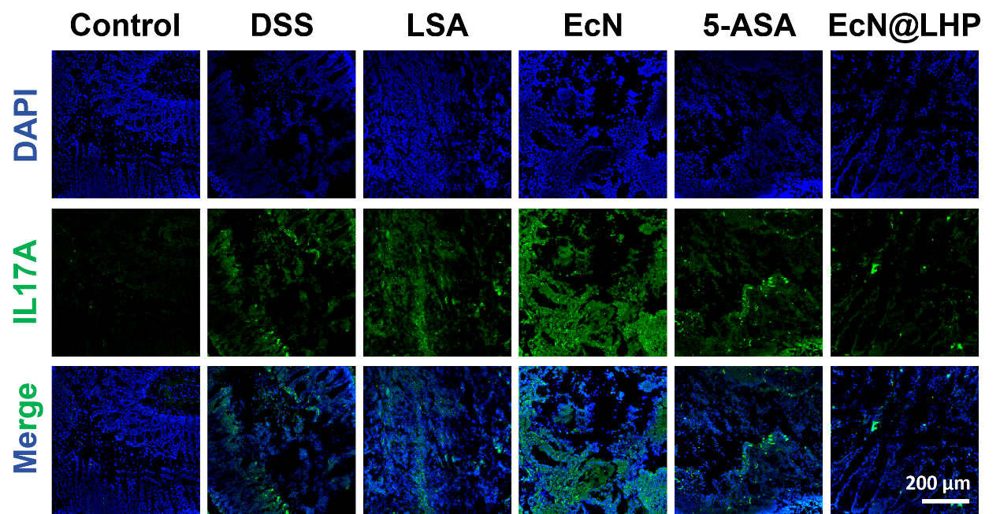 Control DSS LSA EcN 5-ASA EcN@LHP
DAPI
IL17A
Merge
200 μm